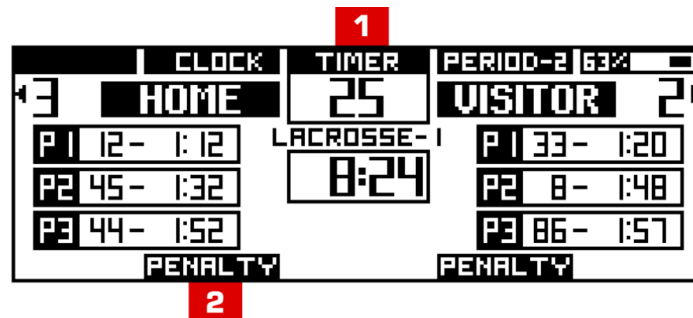 1
CLOCK TIMER PERIOD-2 63%
3 HOME 25 VISITOR 2
LACROSSE-1
P1 12- 1:12 8:24 P1 33- 1:20
P2 45- 1:32 P2 8- 1:48
P3 44- 1:52 P3 86- 1:57
PENALTY PENALTY
2